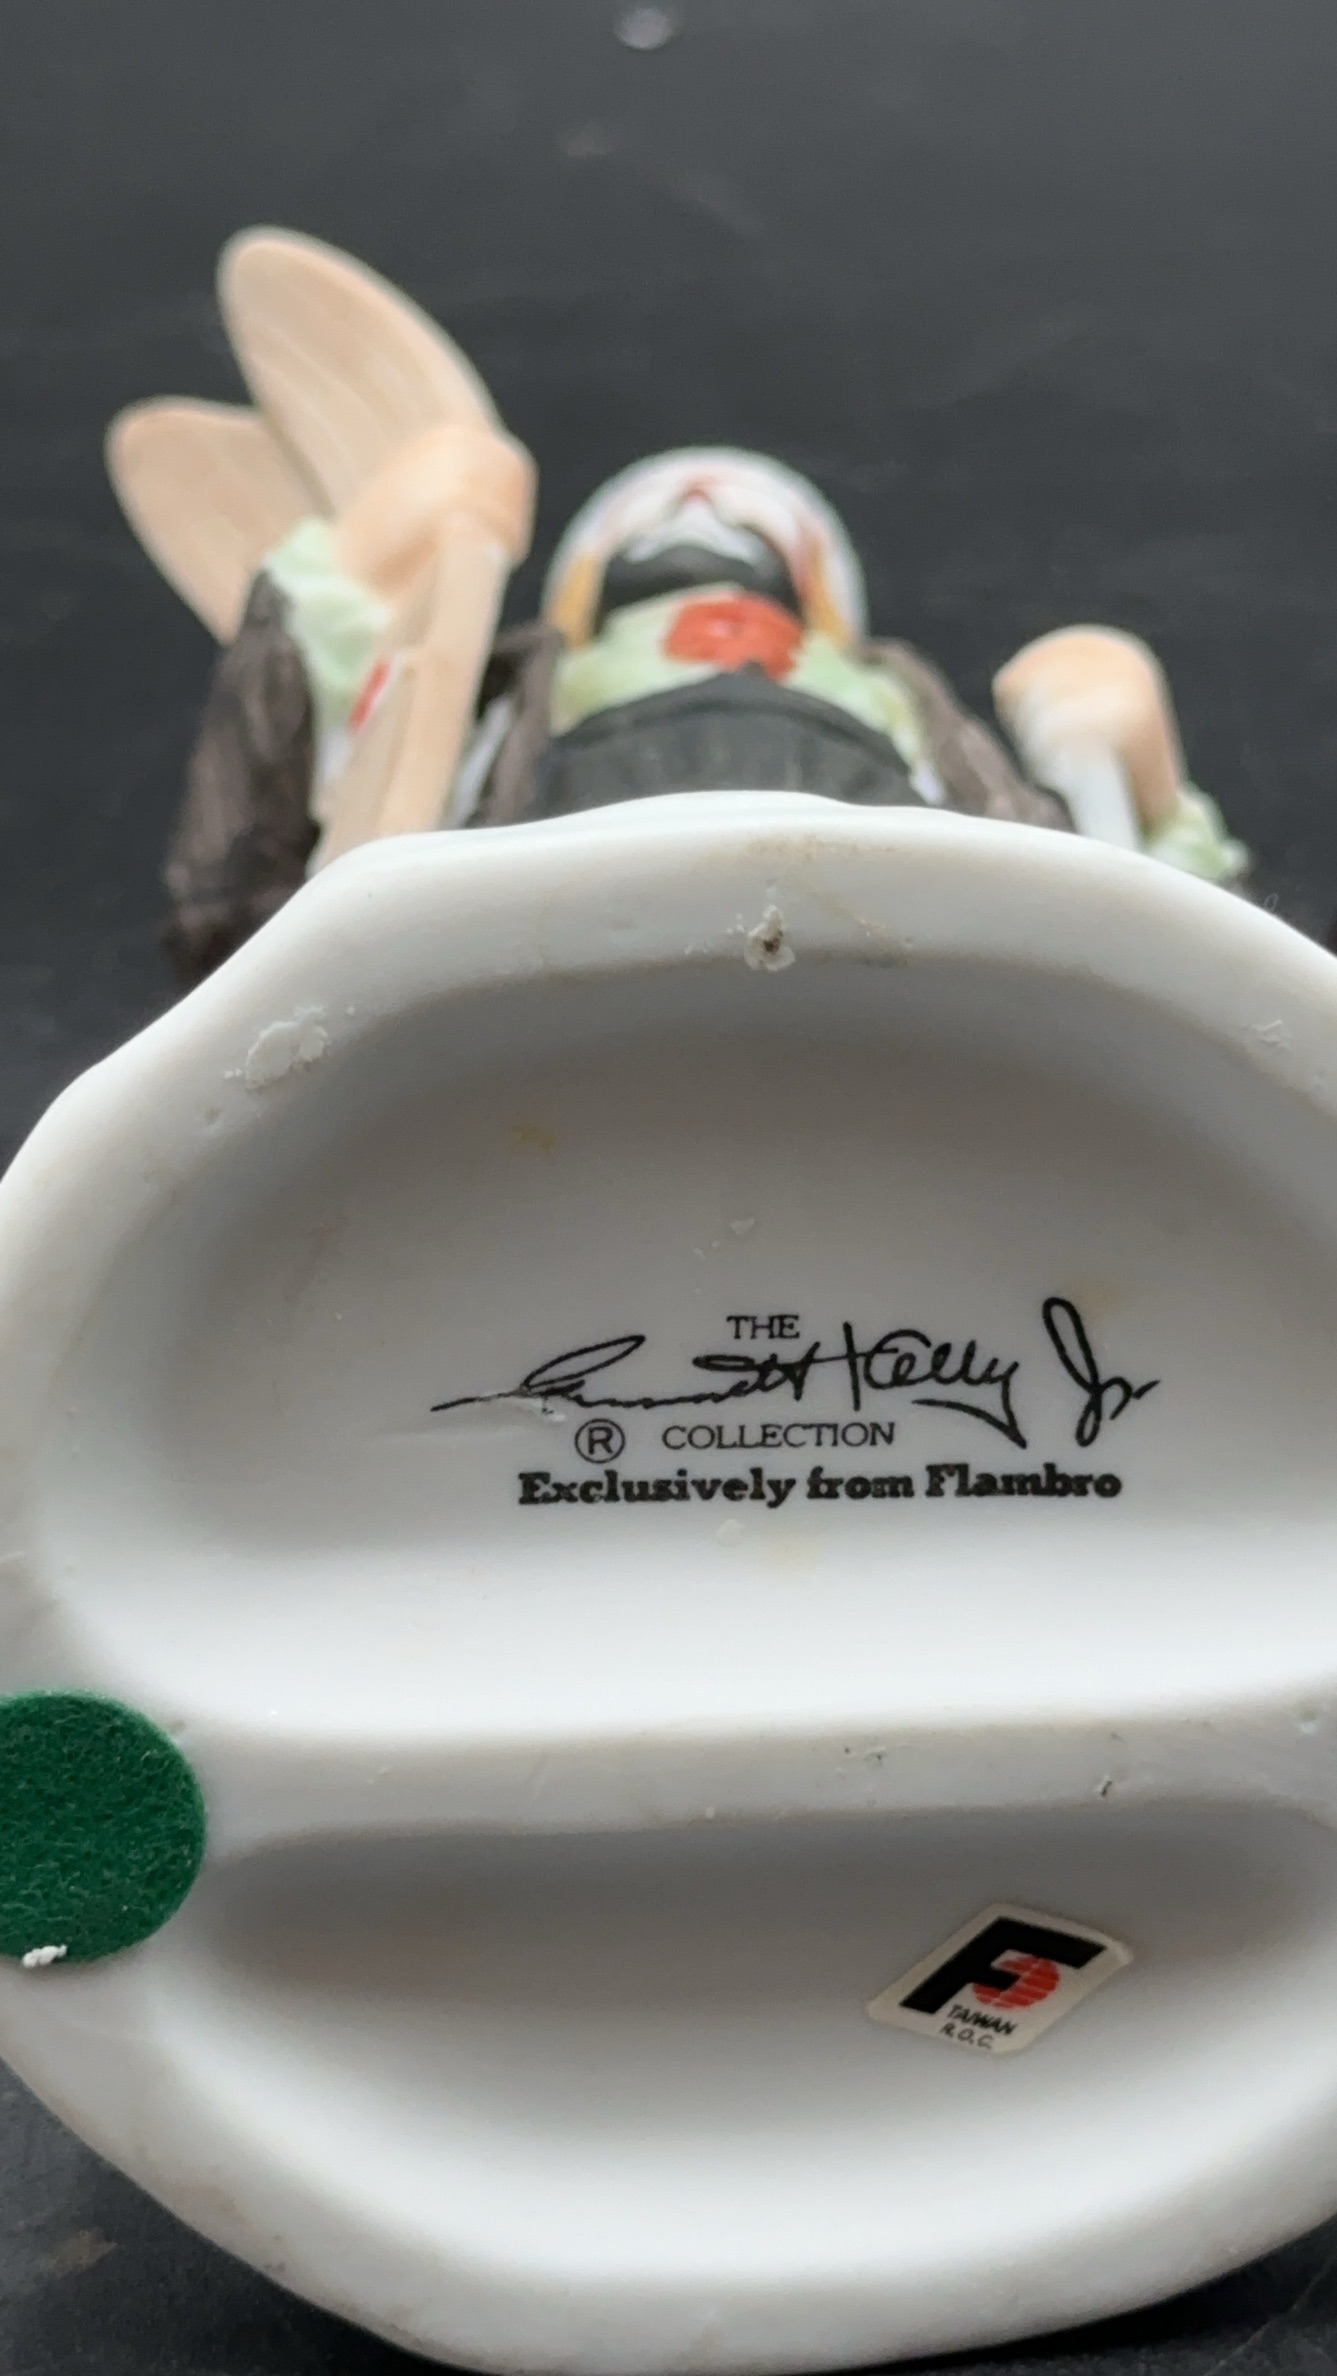 THE
Emmett Kelly Jr.
® COLLECTION
Exclusively from Flambro
F
TAIWAN
R.O.C.